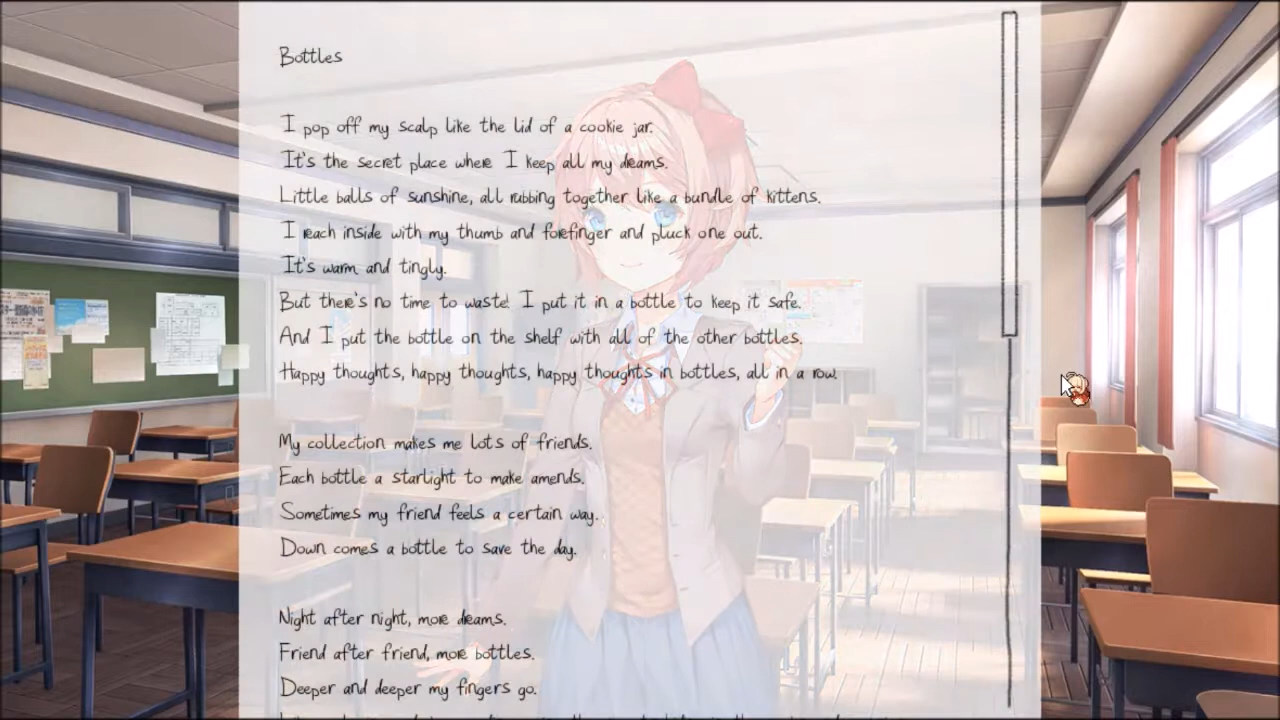 Bottles
I pop off my scalp like the lid of a cookie jar.
It's the secret place where I keep all my dreams.
Little balls of sunshine, all rubbing together like a bundle of kittens.
I reach inside with my thumb and forefinger and pluck one out.
It's warm and tingly.
But there's no time to waste! I put it in a bottle to keep it safe.
And I put the bottle on the shelf with all of the other bottles.
Happy thoughts, happy thoughts, happy thoughts in bottles, all in a row.
My collection makes me lots of friends.
Each bottle a starlight to make amends.
Sometimes my friend feels a certain way.
Down comes a bottle to save the day.
Night after night, more dreams.
Friend after friend, more bottles.
Deeper and deeper my fingers go.